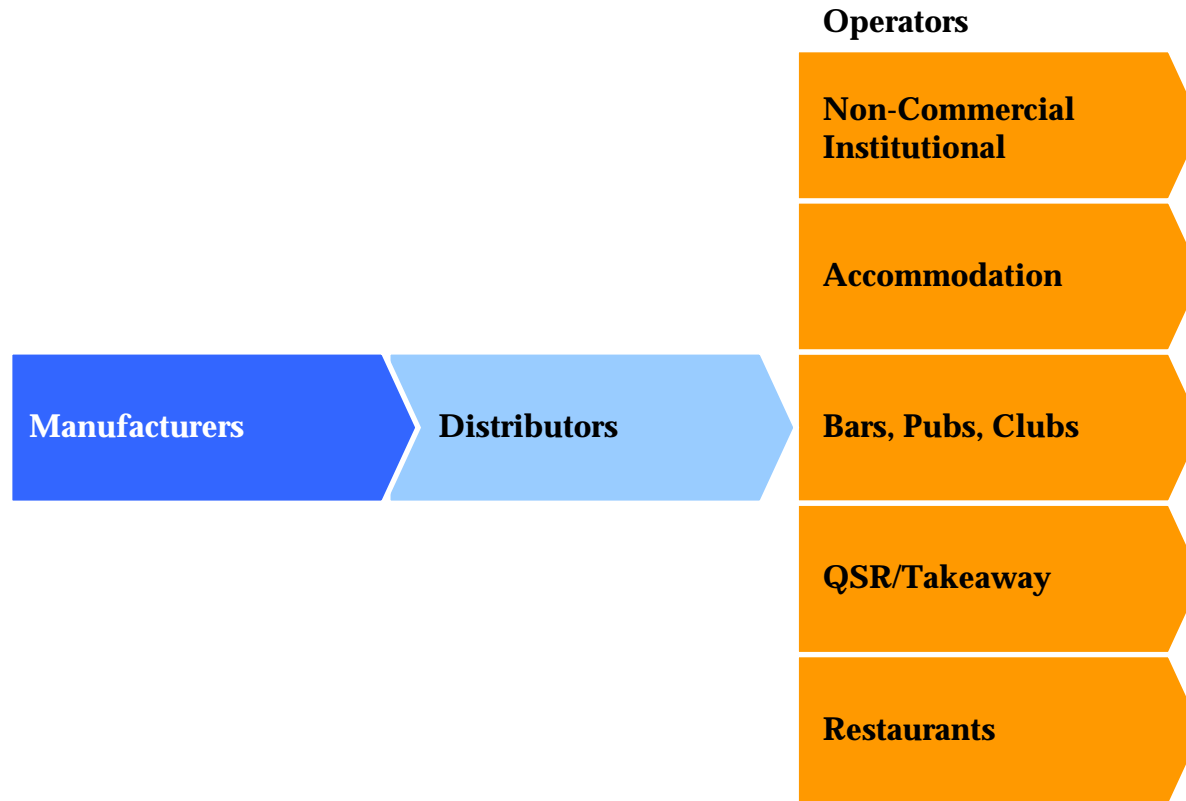 Operators
Non-Commercial
Institutional
Accommodation
Manufacturers
Distributors
Bars, Pubs, Clubs
QSR/Takeaway
Restaurants